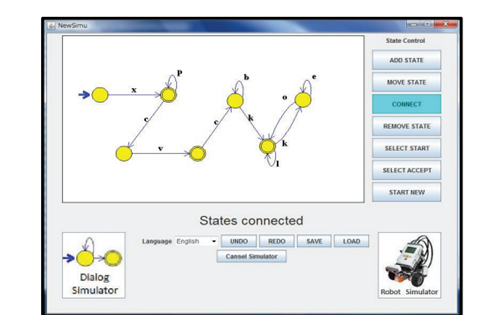 NewSimu
State Control
ADD STATE
MOVE STATE
CONNECT
REMOVE STATE
SELECT START
SELECT ACCEPT
START NEW
p
x
c
v
c
b
k
o
e
k
l
States connected
Language English UNDO REDO SAVE LOAD
Cansel Simulator
Dialog
Simulator
Robot Simulator